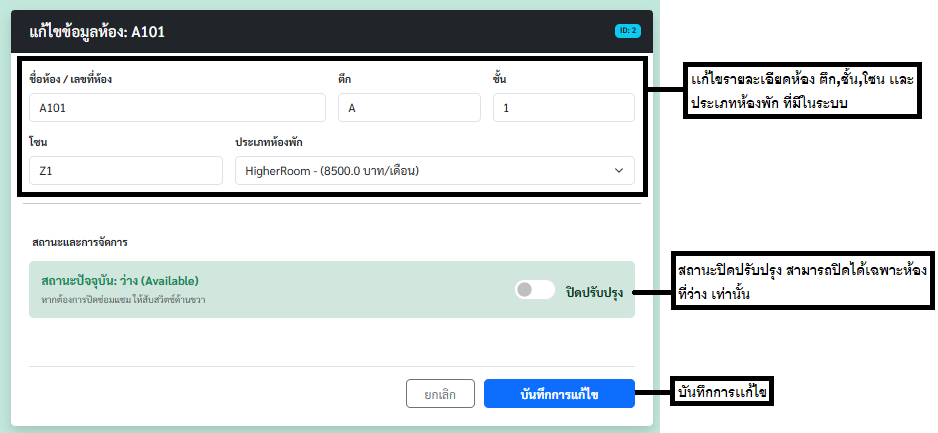 แก้ไขข้อมูลห้อง: A101
ID: 2
ชื่อห้อง / เลขที่ห้อง
ตึก
ชั้น
A101
A
1
โซน
ประเภทห้องพัก
Z1
HigherRoom - (8500.0 บาท/เดือน)
แก้ไขรายละเอียดห้อง ตึก,ชั้น,โซน และ
ประเภทห้องพัก ที่มีในระบบ
สถานะและการจัดการ
สถานะปัจจุบัน: ว่าง (Available)
หากต้องการปิดซ่อมแซม ให้สับสวิตช์ด้านขวา
ปิดปรับปรุง
สถานะปิดปรับปรุง สามารถปิดได้เฉพาะห้อง
ที่ว่าง เท่านั้น
ยกเลิก
บันทึกการแก้ไข
บันทึกการแก้ไข